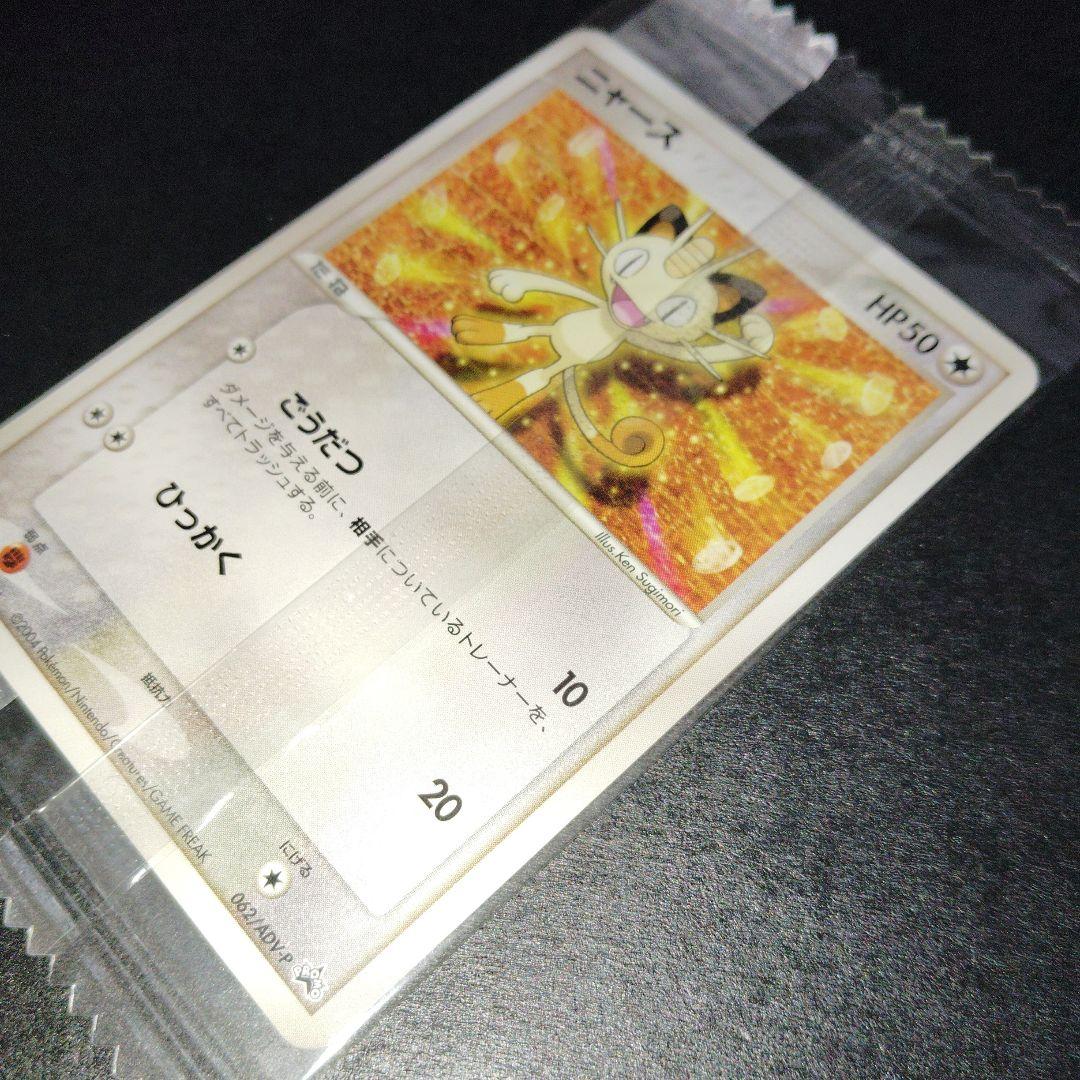 ニャース
HP50
たね
Illus. Ken Sugimori
ごうだつ 10
ダメージを与える前に、相手についているトレーナーを、
すべてトラッシュする。
ひっかく 20
弱点
抵抗力
にげる
©2004 Pokémon/Nintendo/Creatures/GAME FREAK
062/ADV-P
PROMO